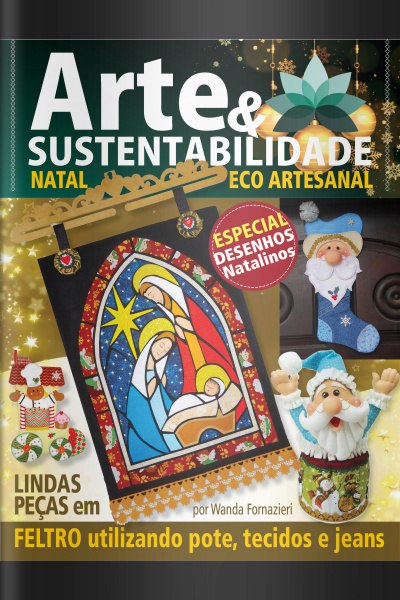 Arte&
SUSTENTABILIDADE
NATAL ECO ARTESANAL
ESPECIAL
DESENHOS
Natalinos
LINDAS
PEÇAS em
por Wanda Fornazieri
FELTRO utilizando pote, tecidos e jeans